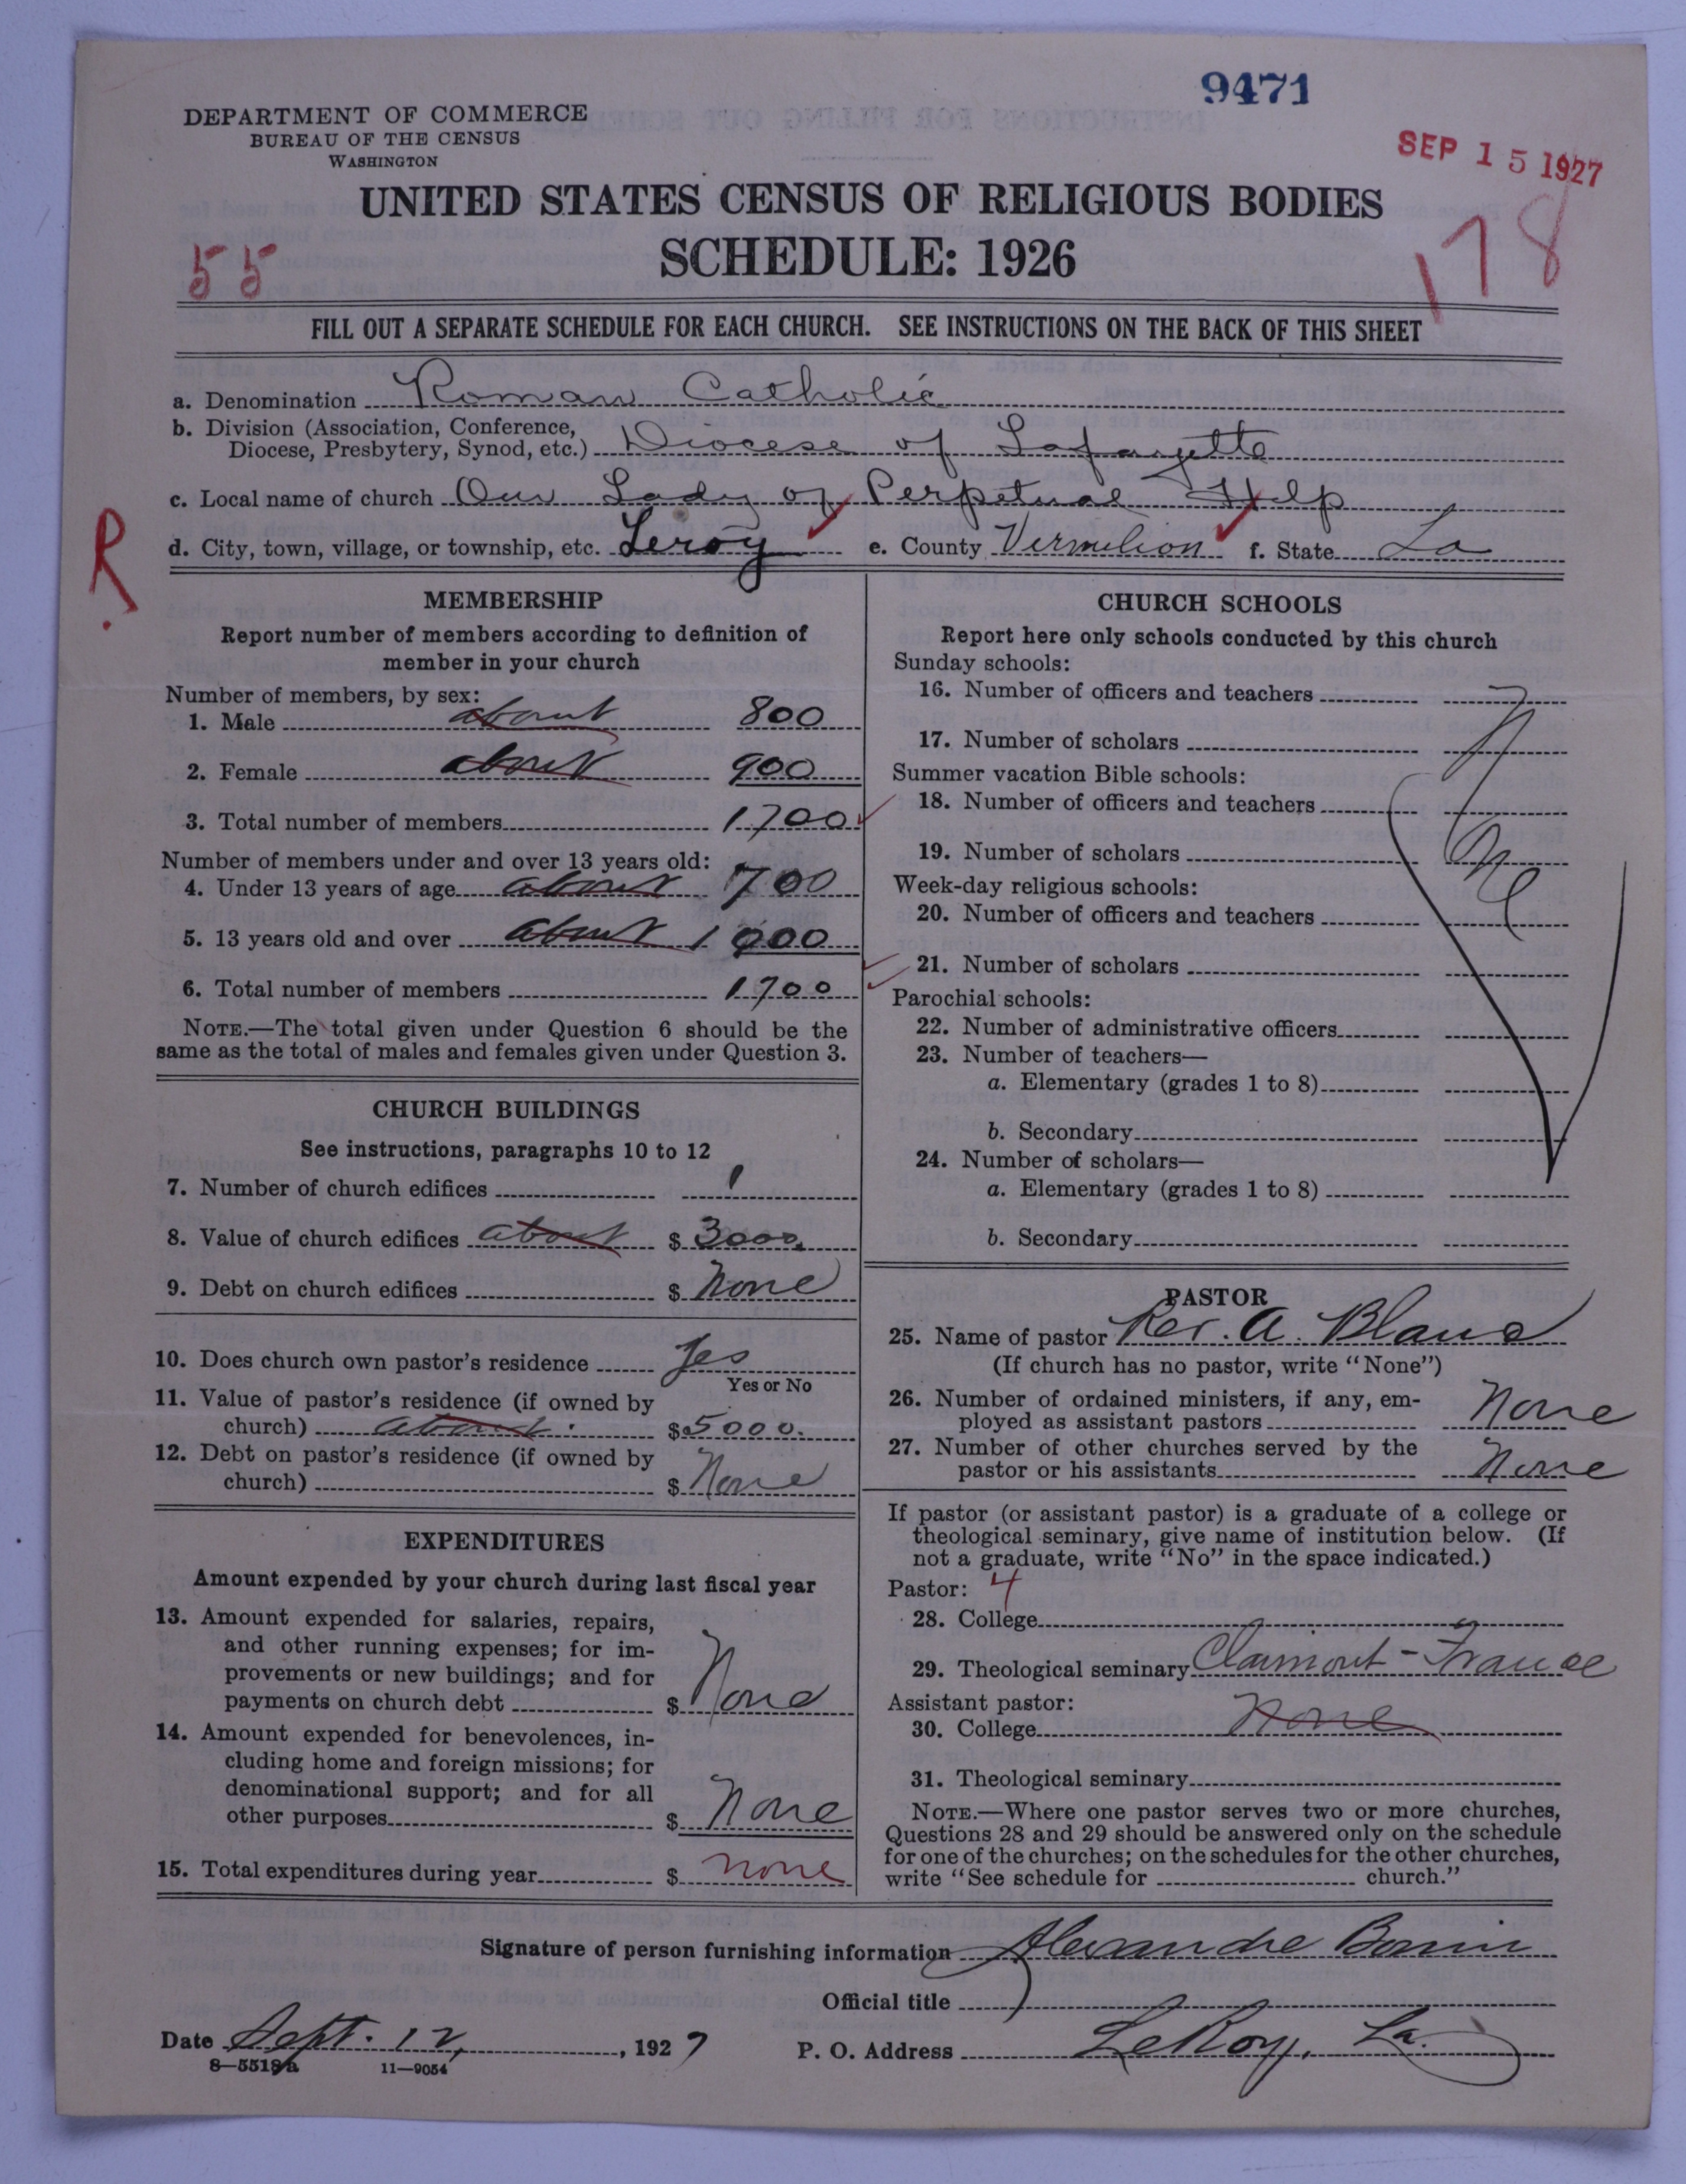 9471
DEPARTMENT OF COMMERCE
BUREAU OF THE CENSUS
WASHINGTON
SEP 15 1927
UNITED STATES CENSUS OF RELIGIOUS BODIES
SCHEDULE: 1926
55
178
FILL OUT A SEPARATE SCHEDULE FOR EACH CHURCH. SEE INSTRUCTIONS ON THE BACK OF THIS SHEET
a. Denomination Roman Catholic
b. Division (Association, Conference,
Diocese, Presbytery, Synod, etc.) Diocese of Lafayette
c. Local name of church Our Lady of Perpetual Help
R
d. City, town, village, or township, etc. Leroy e. County Vermilion f. State La
MEMBERSHIP
Report number of members according to definition of
member in your church
Number of members, by sex:
1. Male about 800
2. Female about 900
3. Total number of members 1700
Number of members under and over 13 years old:
4. Under 13 years of age about 700
5. 13 years old and over about 1000
6. Total number of members 1700
NOTE.—The total given under Question 6 should be the
same as the total of males and females given under Question 3.
CHURCH BUILDINGS
See instructions, paragraphs 10 to 12
7. Number of church edifices 1
8. Value of church edifices about $ 3000
9. Debt on church edifices $ None
10. Does church own pastor's residence Yes
Yes or No
11. Value of pastor's residence (if owned by
church) about $ 5000.
12. Debt on pastor's residence (if owned by
church) $ None
EXPENDITURES
Amount expended by your church during last fiscal year
13. Amount expended for salaries, repairs,
and other running expenses; for im-
provements or new buildings; and for
payments on church debt $ None
14. Amount expended for benevolences, in-
cluding home and foreign missions; for
denominational support; and for all
other purposes $ None
15. Total expenditures during year $ none
CHURCH SCHOOLS
Report here only schools conducted by this church
Sunday schools:
16. Number of officers and teachers
17. Number of scholars
Summer vacation Bible schools:
18. Number of officers and teachers
19. Number of scholars
Week-day religious schools:
20. Number of officers and teachers
21. Number of scholars
Parochial schools:
22. Number of administrative officers
23. Number of teachers—
a. Elementary (grades 1 to 8)
b. Secondary
24. Number of scholars—
a. Elementary (grades 1 to 8)
b. Secondary
PASTOR
25. Name of pastor Rev. A. Blanc
(If church has no pastor, write "None")
26. Number of ordained ministers, if any, em-
ployed as assistant pastors None
27. Number of other churches served by the
pastor or his assistants None
If pastor (or assistant pastor) is a graduate of a college or
theological seminary, give name of institution below. (If
not a graduate, write "No" in the space indicated.)
Pastor: 4
28. College
29. Theological seminary Clairmont - France
Assistant pastor:
30. College None
31. Theological seminary
NOTE.—Where one pastor serves two or more churches,
Questions 28 and 29 should be answered only on the schedule
for one of the churches; on the schedules for the other churches,
write "See schedule for church."
Signature of person furnishing information Alexandre Bonin
Official title
Date Sept. 12, 1927 P. O. Address LeRoy, La.
8—5518a 11—9054